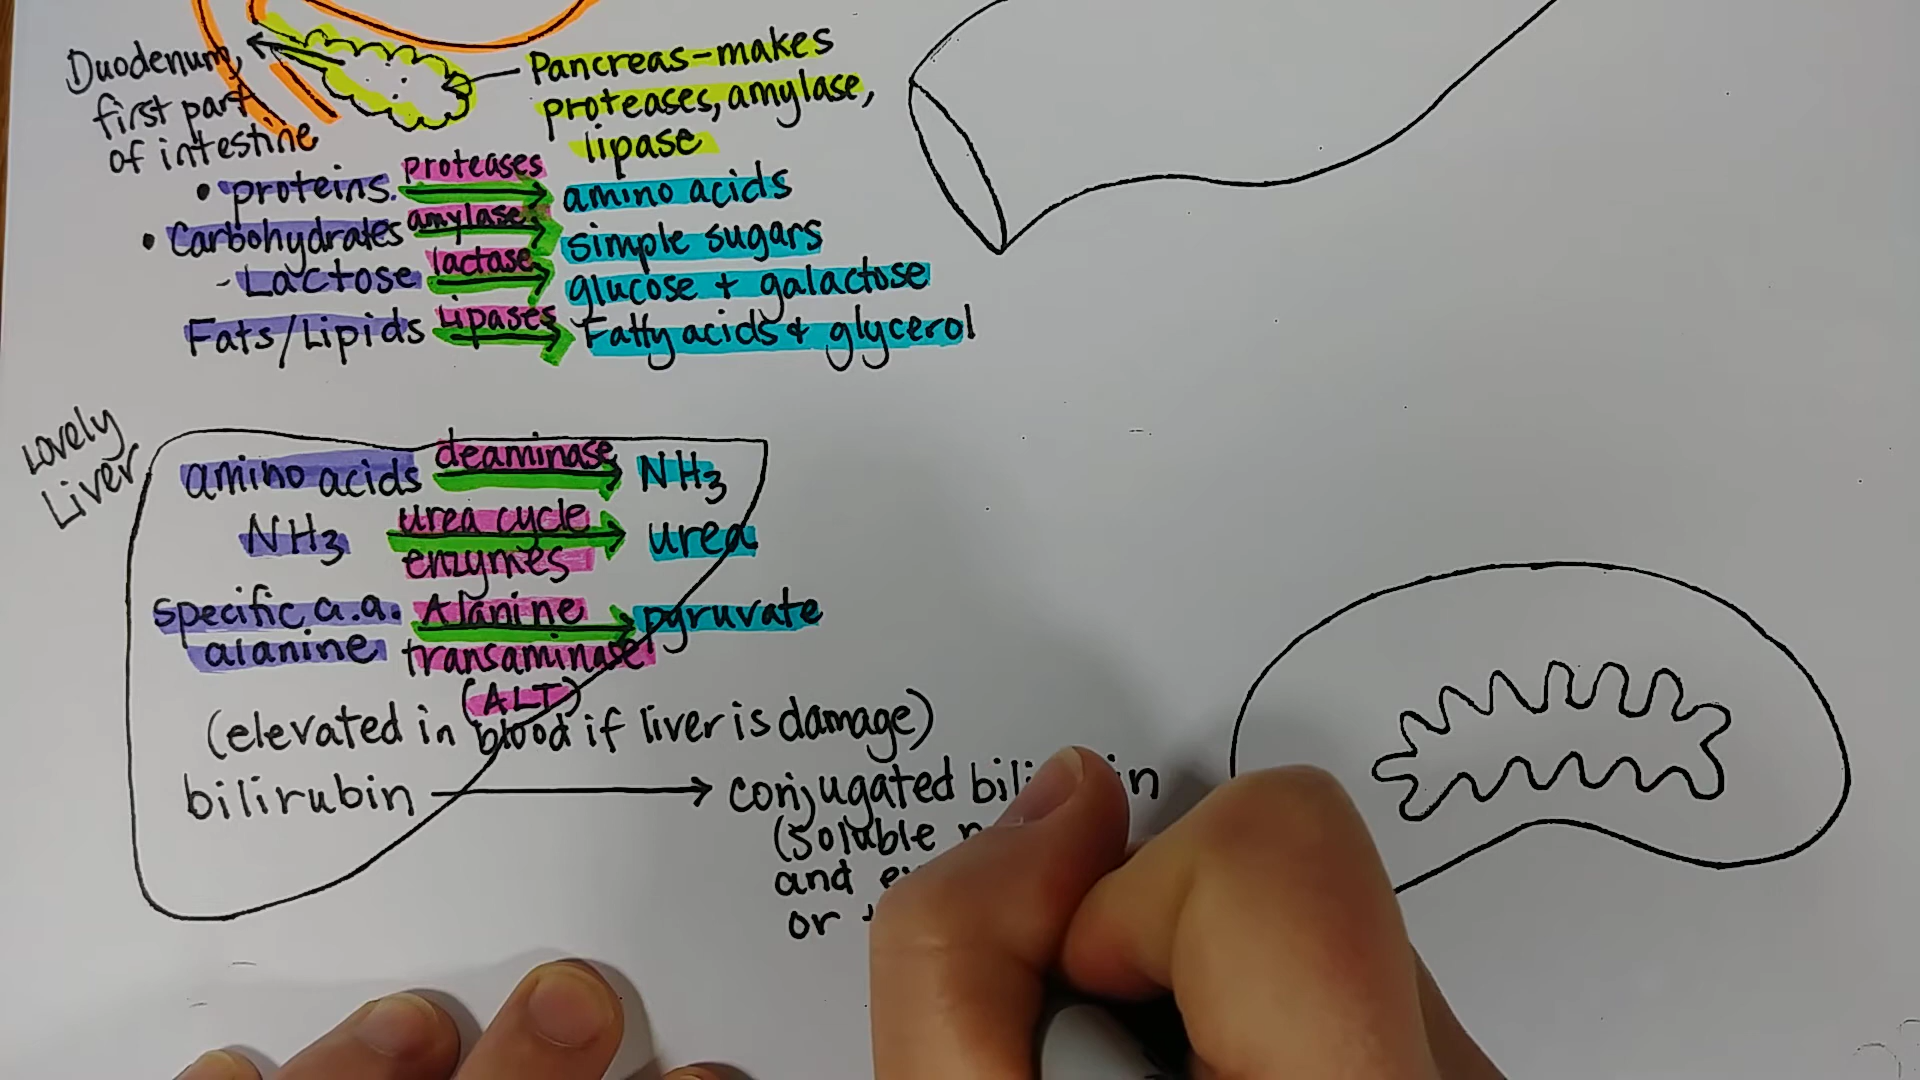 Duodenum,
first part
of intestine
Pancreas-makes
proteases, amylase,
lipase
• proteins proteases amino acids
• Carbohydrates amylase simple sugars
- Lactose lactase glucose + galactose
Fats/Lipids Lipases Fatty acids & glycerol
Lovely
Liver
amino acids deaminase NH3
NH3 urea cycle enzymes urea
specific a.a. alanine Alanine transaminase (ALT) pyruvate
(elevated in blood if liver is damage)
bilirubin → conjugated
(soluble
and
or